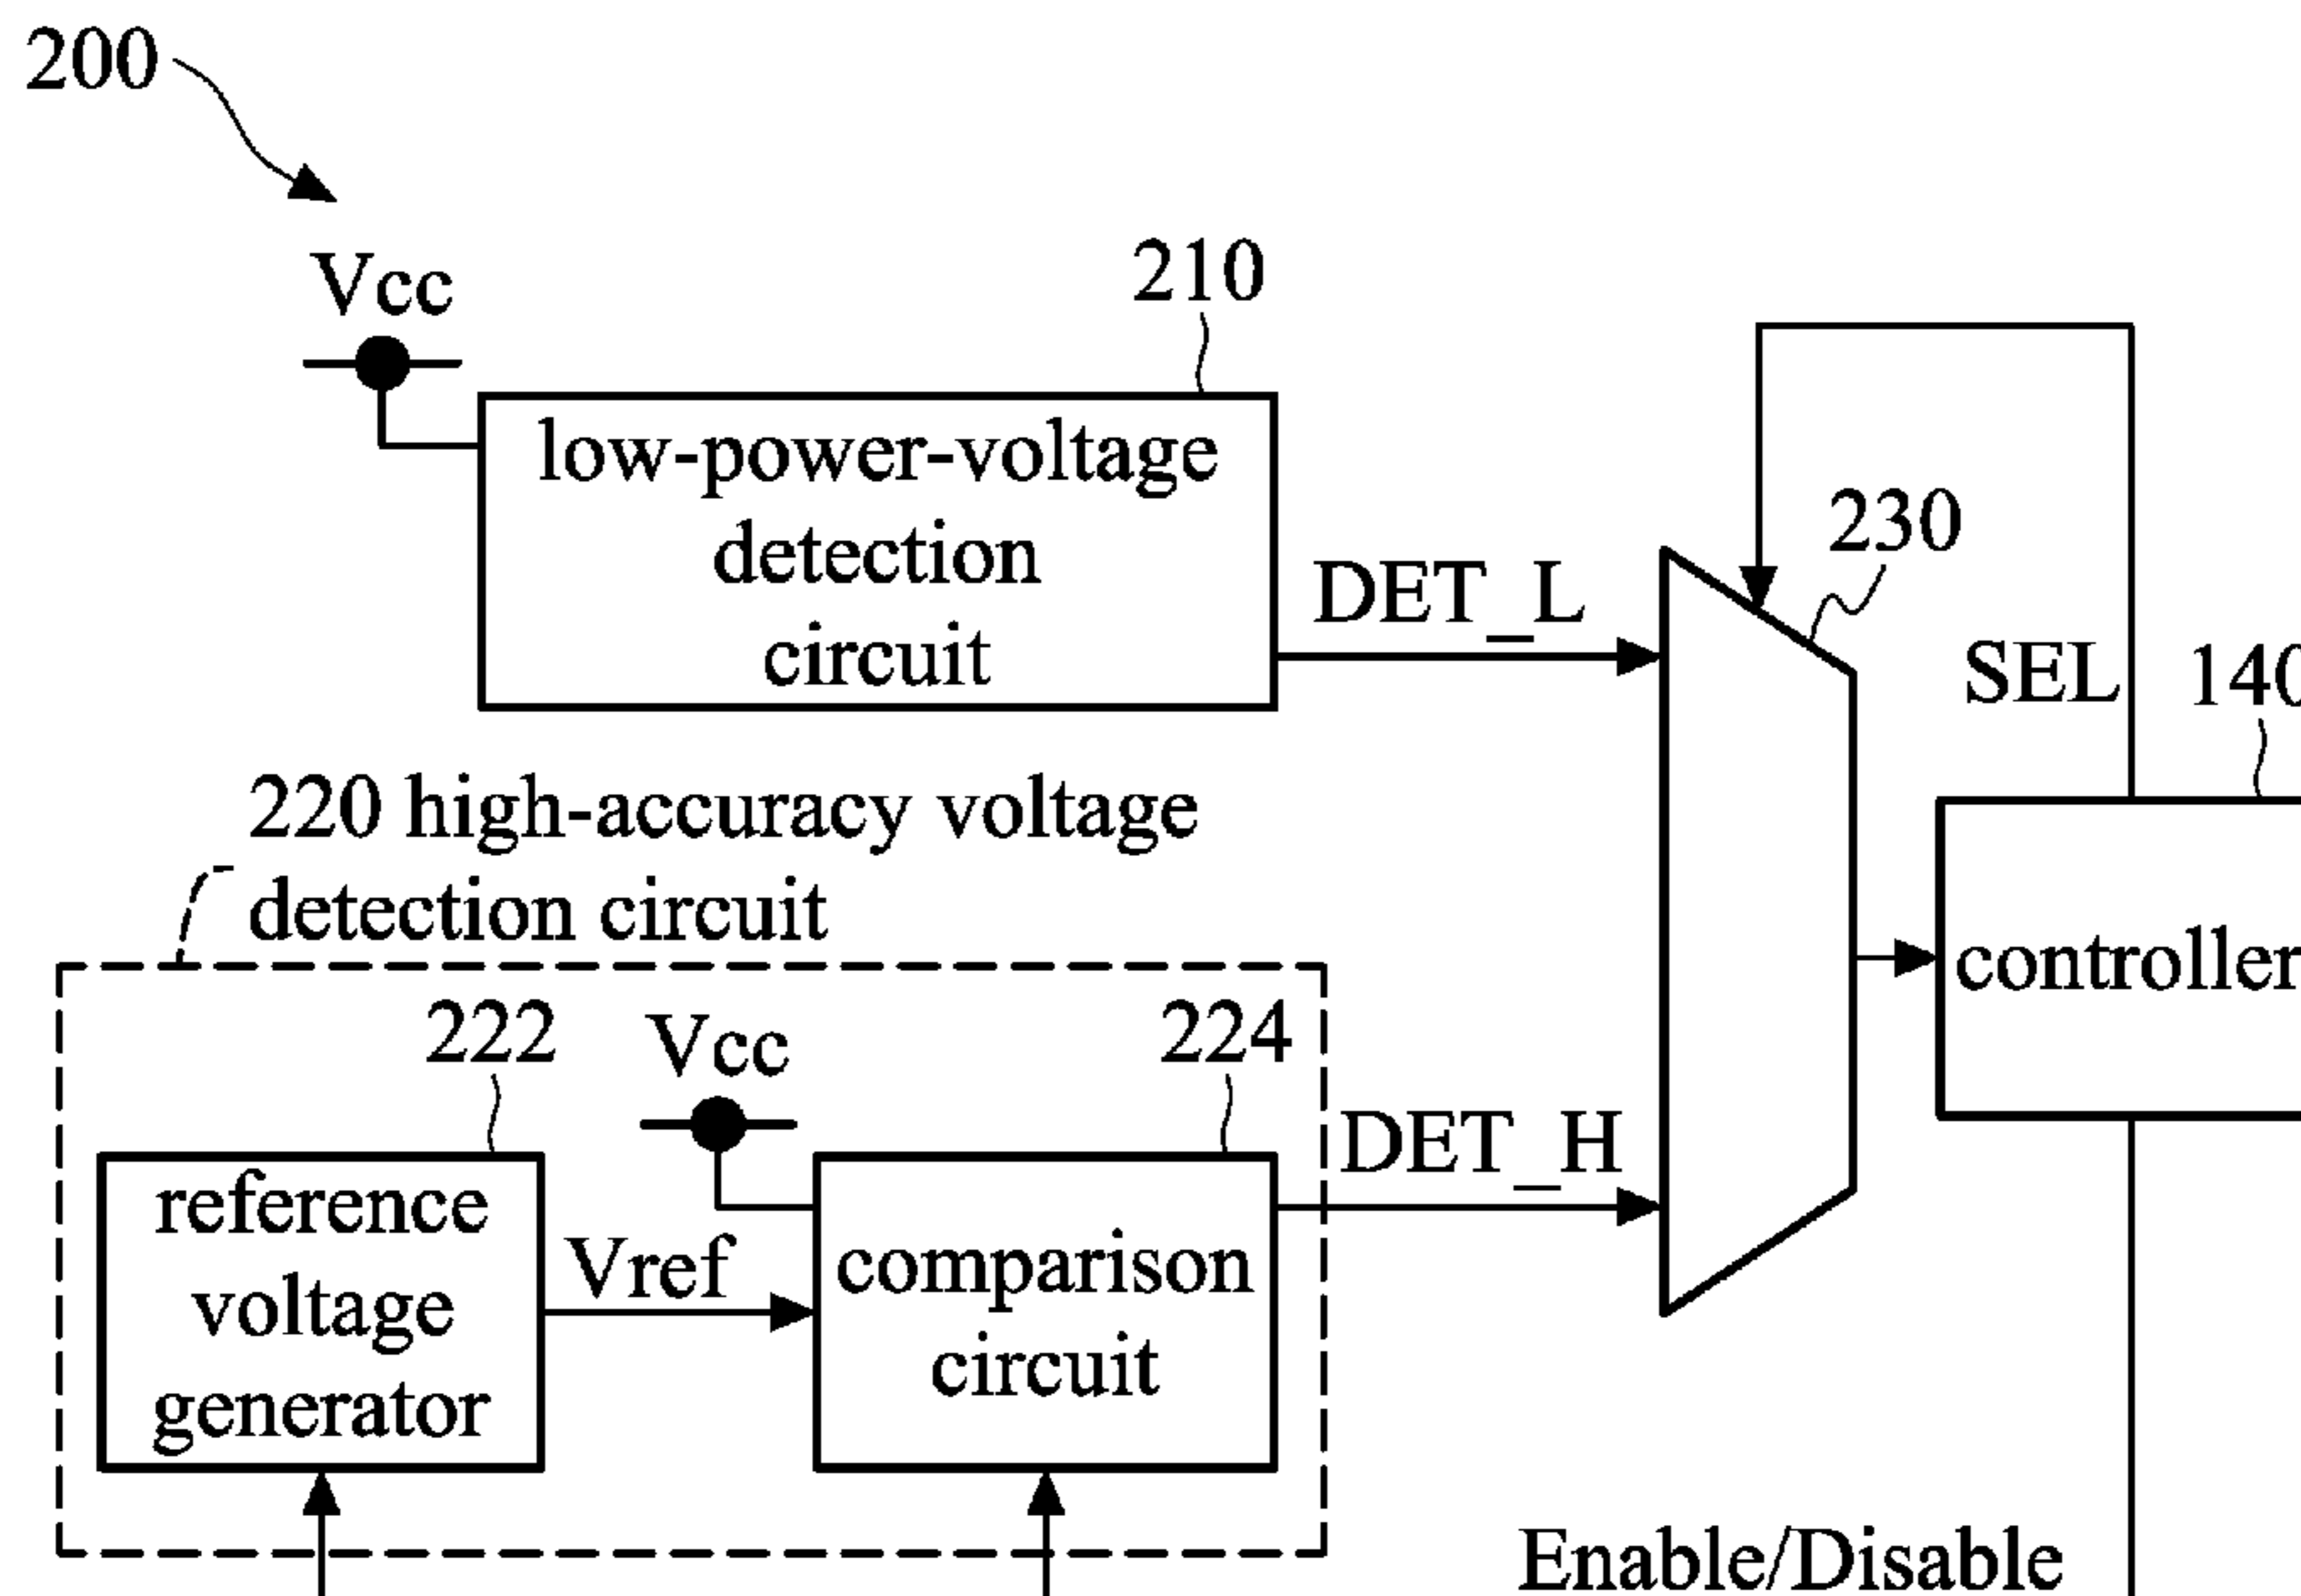 200
Vcc
210
low-power-voltage
detection
circuit
DET_L
230
SEL
140
220 high-accuracy voltage
detection circuit
222
Vcc
224
DET_H
controller
reference
voltage
generator
Vref
comparison
circuit
Enable/Disable